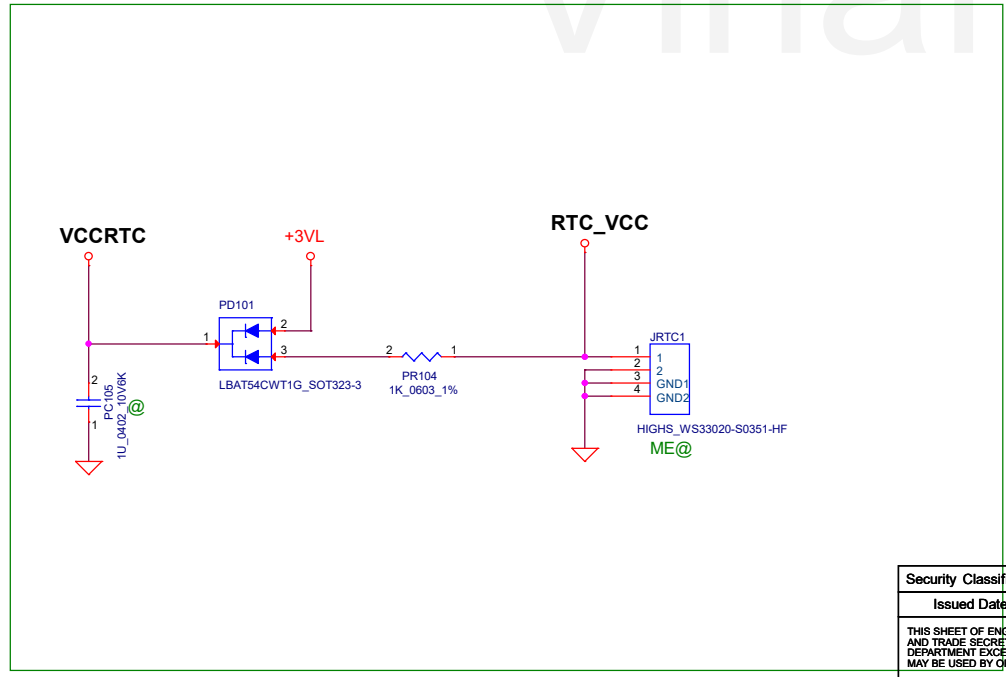 VCCRTC
+3VL
RTC_VCC
PD101
1
2
3
LBAT54CWT1G_SOT323-3
2
1
PR104
1K_0603_1%
JRTC1
1
2
3
4
1
2
GND1
GND2
HIGHS_WS33020-S0351-HF
ME@
2
1
PC105
1U_0402_10V6K
@
Security Classif
Issued Date
THIS SHEET OF ENG
AND TRADE SECRE
DEPARTMENT EXCE
MAY BE USED BY O